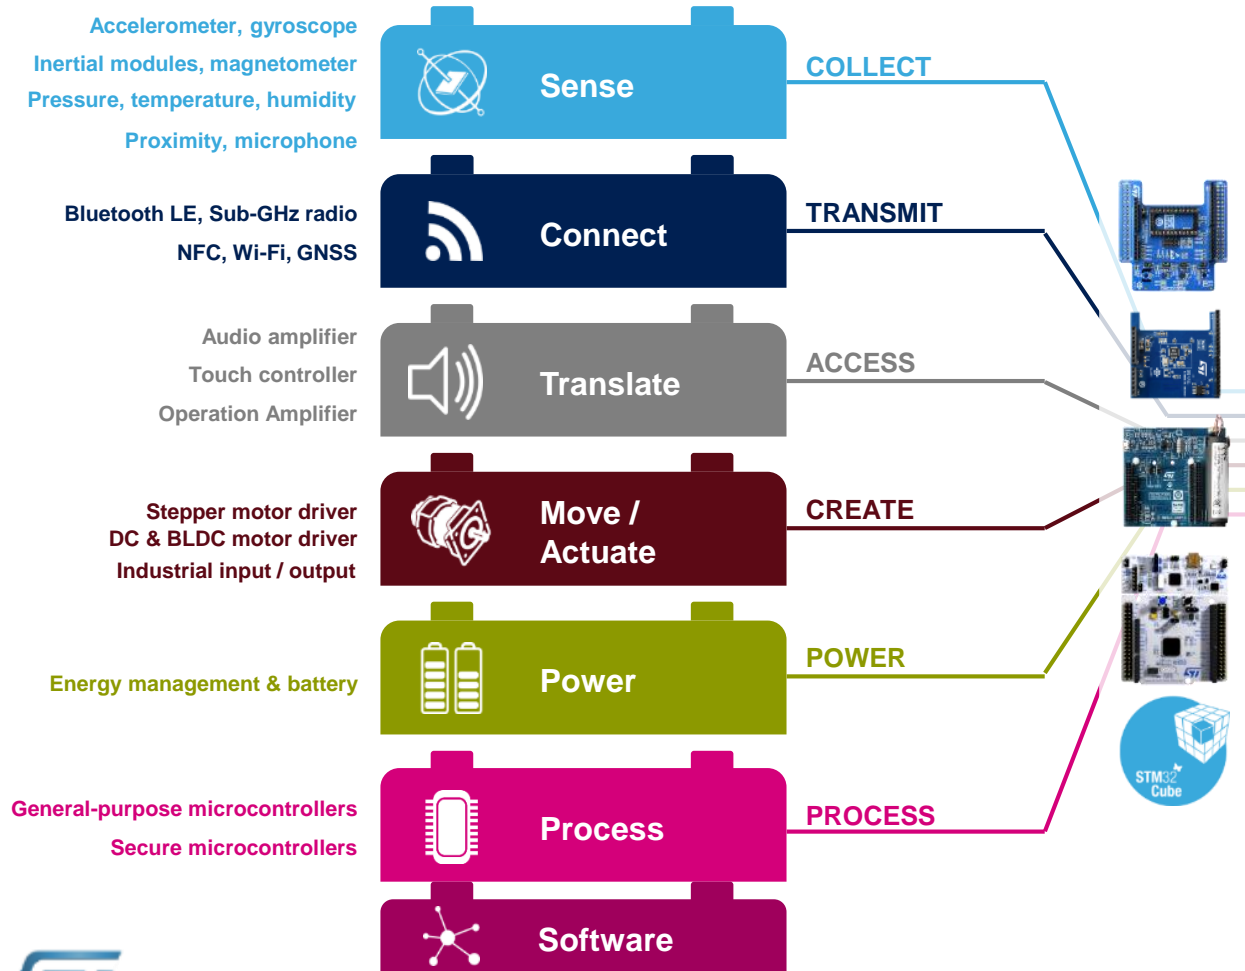 Accelerometer, gyroscope
Inertial modules, magnetometer
Pressure, temperature, humidity
Proximity, microphone
Sense
COLLECT
Bluetooth LE, Sub-GHz radio
NFC, Wi-Fi, GNSS
Connect
TRANSMIT
Audio amplifier
Touch controller
Operation Amplifier
Translate
ACCESS
Stepper motor driver
DC & BLDC motor driver
Industrial input / output
Move /
Actuate
CREATE
Energy management & battery
Power
POWER
General-purpose microcontrollers
Secure microcontrollers
Process
PROCESS
Software
STM32
Cube